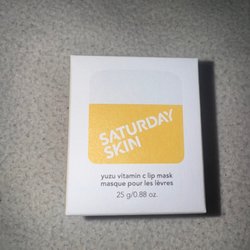 SATURDAY
SKIN
yuzu vitamin c lip mask
masque pour les lèvres
25 g/0.88 oz.